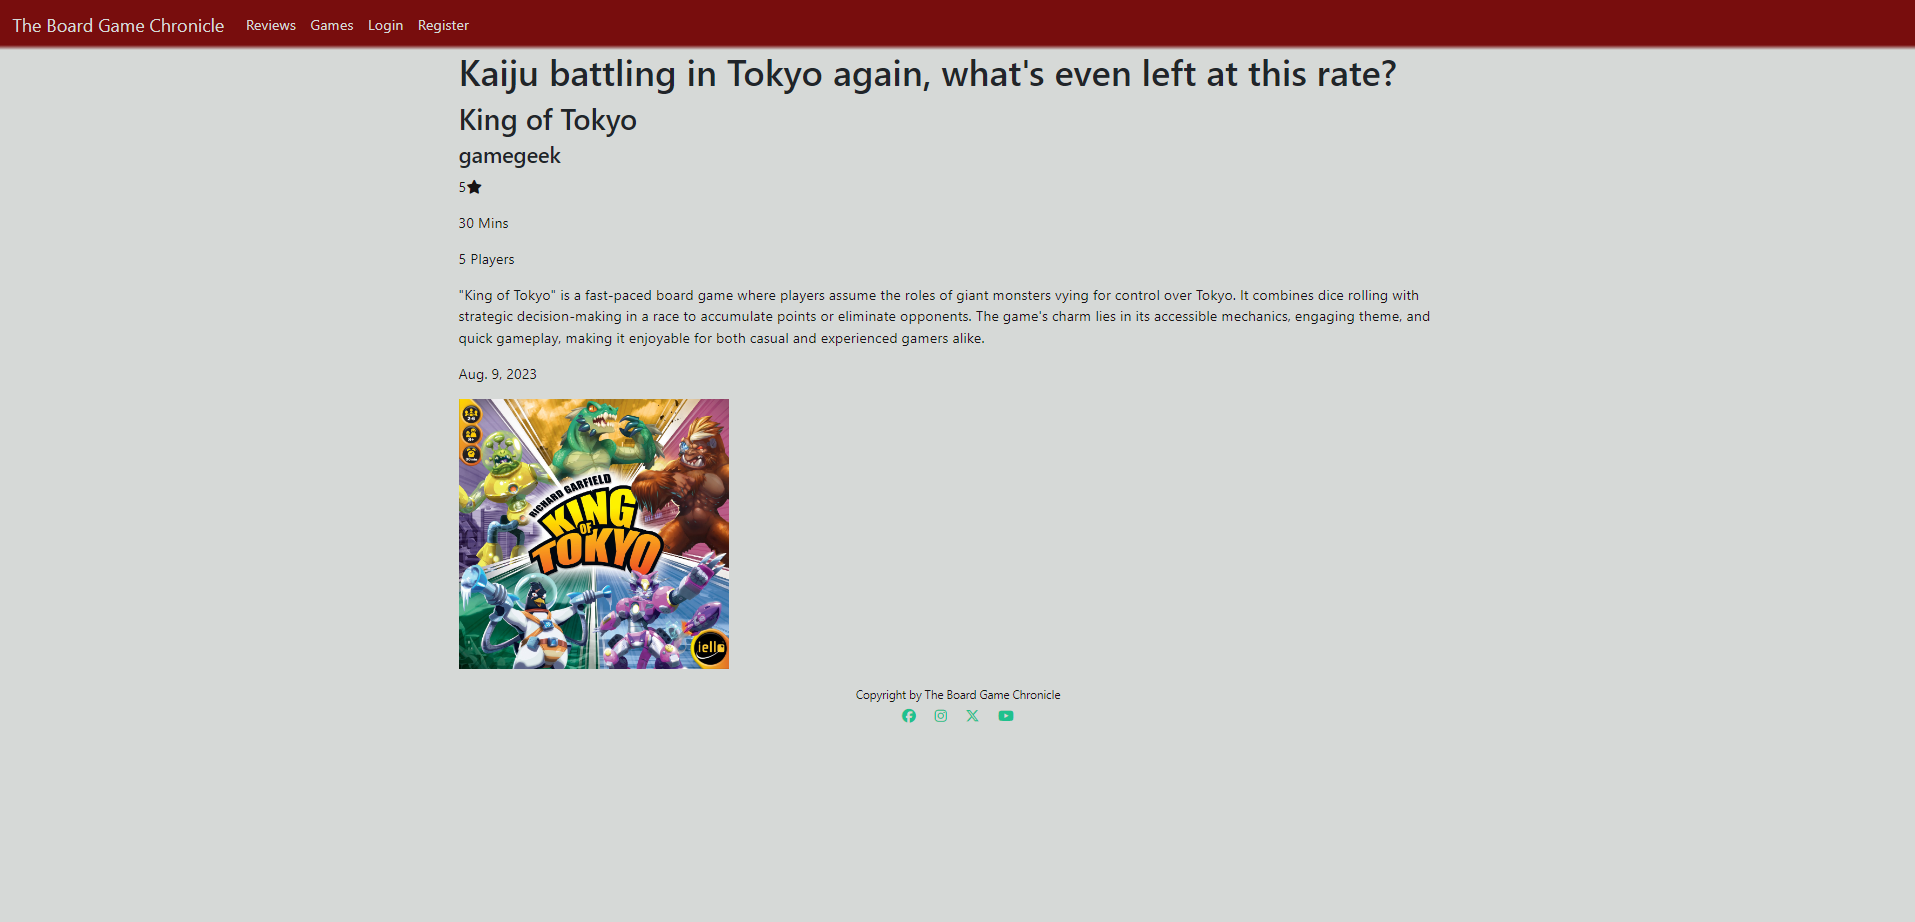 The Board Game Chronicle Reviews Games Login Register
Kaiju battling in Tokyo again, what's even left at this rate?
King of Tokyo
gamegeek
5
30 Mins
5 Players
"King of Tokyo" is a fast-paced board game where players assume the roles of giant monsters vying for control over Tokyo. It combines dice rolling with
strategic decision-making in a race to accumulate points or eliminate opponents. The game's charm lies in its accessible mechanics, engaging theme, and
quick gameplay, making it enjoyable for both casual and experienced gamers alike.
Aug. 9, 2023
RICHARD GARFIELD
KING
OF
TOKYO
iello
Copyright by The Board Game Chronicle